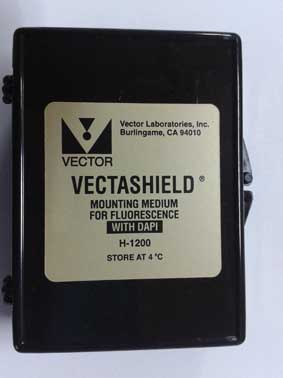 Vector Laboratories, Inc.
Burlingame, CA 94010
VECTOR
VECTASHIELD®
MOUNTING MEDIUM
FOR FLUORESCENCE
WITH DAPI
H-1200
STORE AT 4 °C